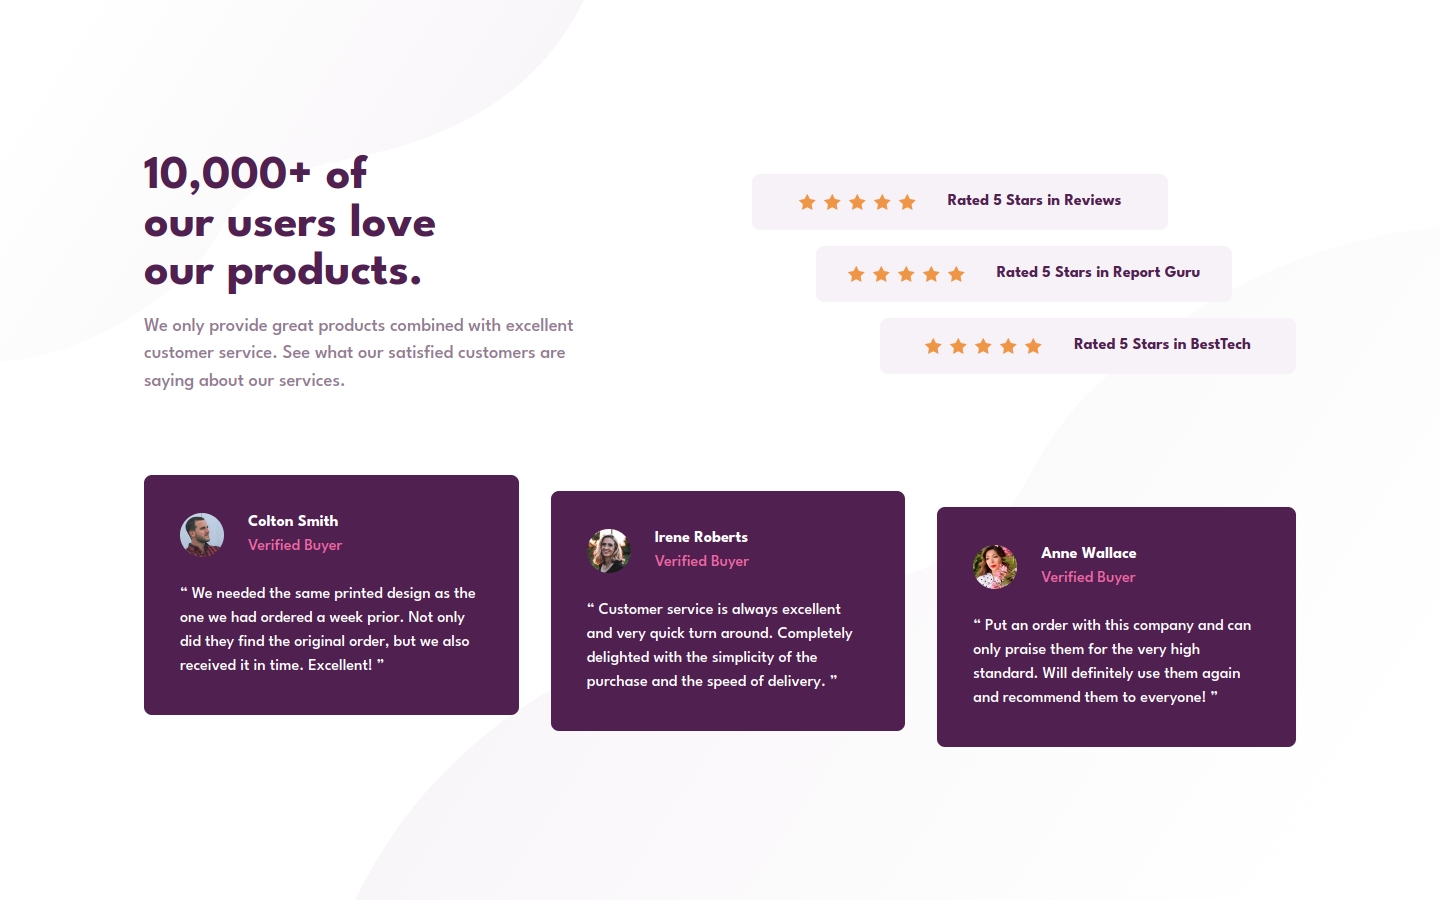 10,000+ of
our users love
our products.
We only provide great products combined with excellent
customer service. See what our satisfied customers are
saying about our services.
Rated 5 Stars in Reviews
Rated 5 Stars in Report Guru
Rated 5 Stars in BestTech
Colton Smith
Verified Buyer
“ We needed the same printed design as the
one we had ordered a week prior. Not only
did they find the original order, but we also
received it in time. Excellent! ”
Irene Roberts
Verified Buyer
“ Customer service is always excellent
and very quick turn around. Completely
delighted with the simplicity of the
purchase and the speed of delivery. ”
Anne Wallace
Verified Buyer
“ Put an order with this company and can
only praise them for the very high
standard. Will definitely use them again
and recommend them to everyone! ”